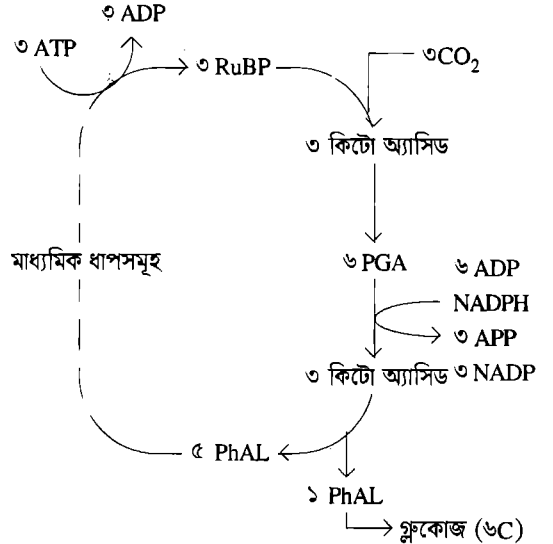 ৩ ADP
৩ ATP
৩ RuBP
৩CO2
৩ কিটো অ্যাসিড
মাধ্যমিক ধাপসমূহ
৬ PGA
৬ ADP
NADPH
৩ APP
৩ কিটো অ্যাসিড ৩ NADP
৫ PhAL
১ PhAL
গ্লুকোজ (৬C)